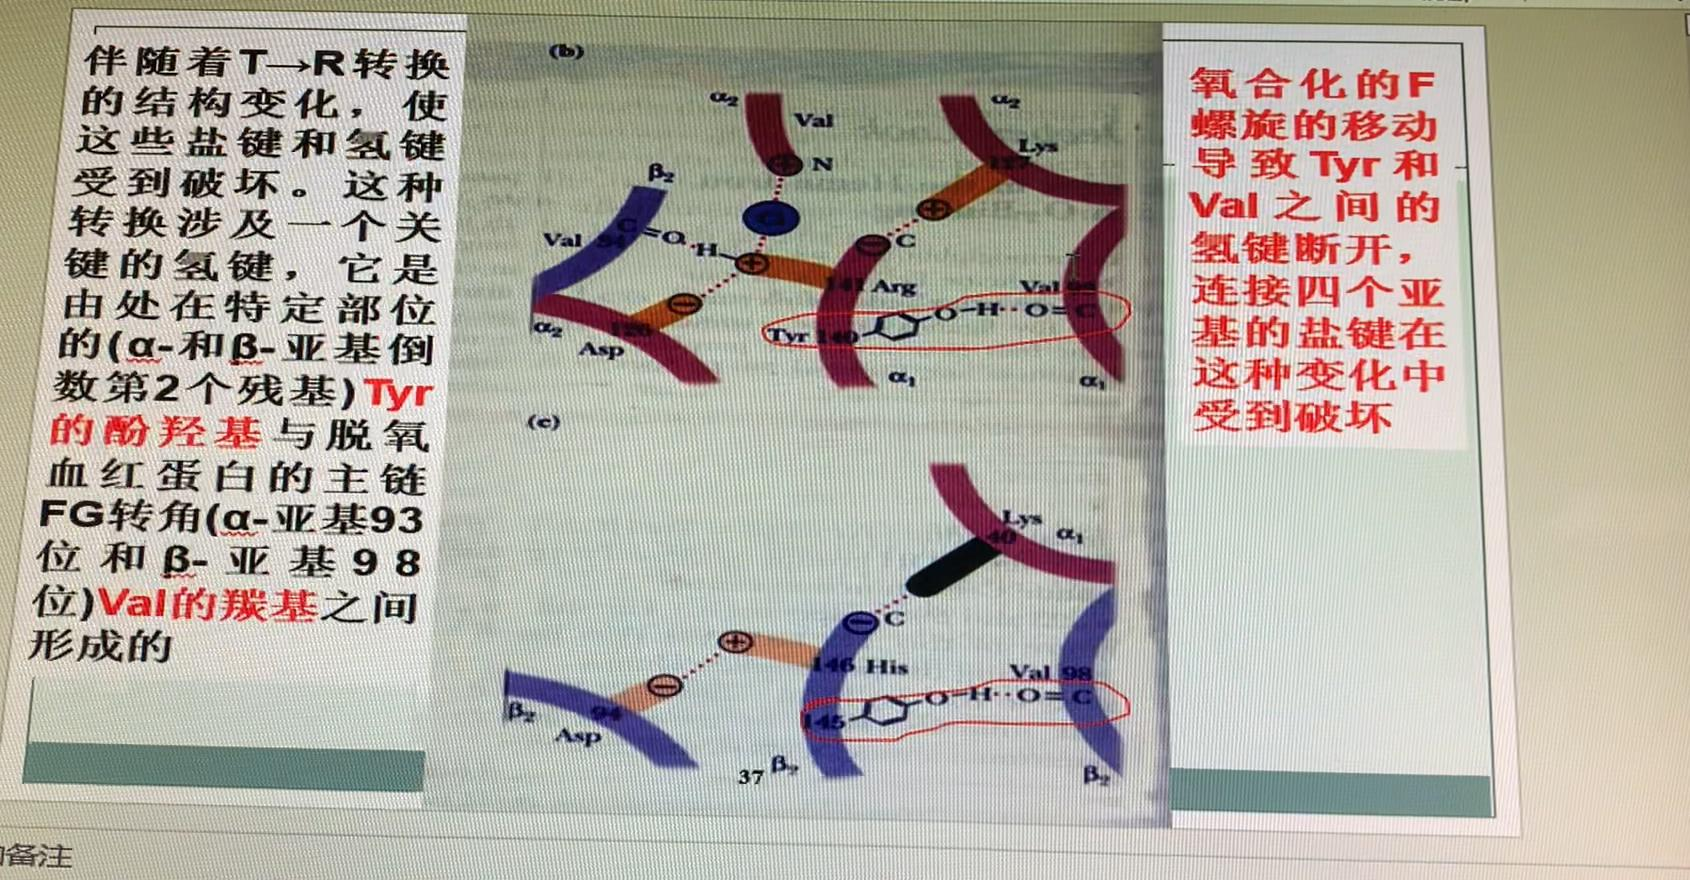 伴随着T→R转换
的结构变化，使
这些盐键和氢键
受到破坏。这种
转换涉及一个关
键的氢键，它是
由处在特定部位
的(α-和β-亚基倒
数第2个残基)Tyr
的酚羟基与脱氧
血红蛋白的主链
FG转角(α-亚基93
位和β-亚基98
位)Val的羰基之间
形成的
(b)
α₂
Val
α₂
Lys
N
β₂
C
C=O·H
Val
+
−
C
Arg
Val
O-H··O=C
Tyr 140
α₂
Asp
α₁
α₁
(c)
Lys
40
α₁
−
C
+
146 His
Val 98
−
O-H··O=C
145
β₂
94
Asp
37
β₂
β₂
氧合化的F
螺旋的移动
导致Tyr和
Val之间的
氢键断开，
连接四个亚
基的盐键在
这种变化中
受到破坏
备注